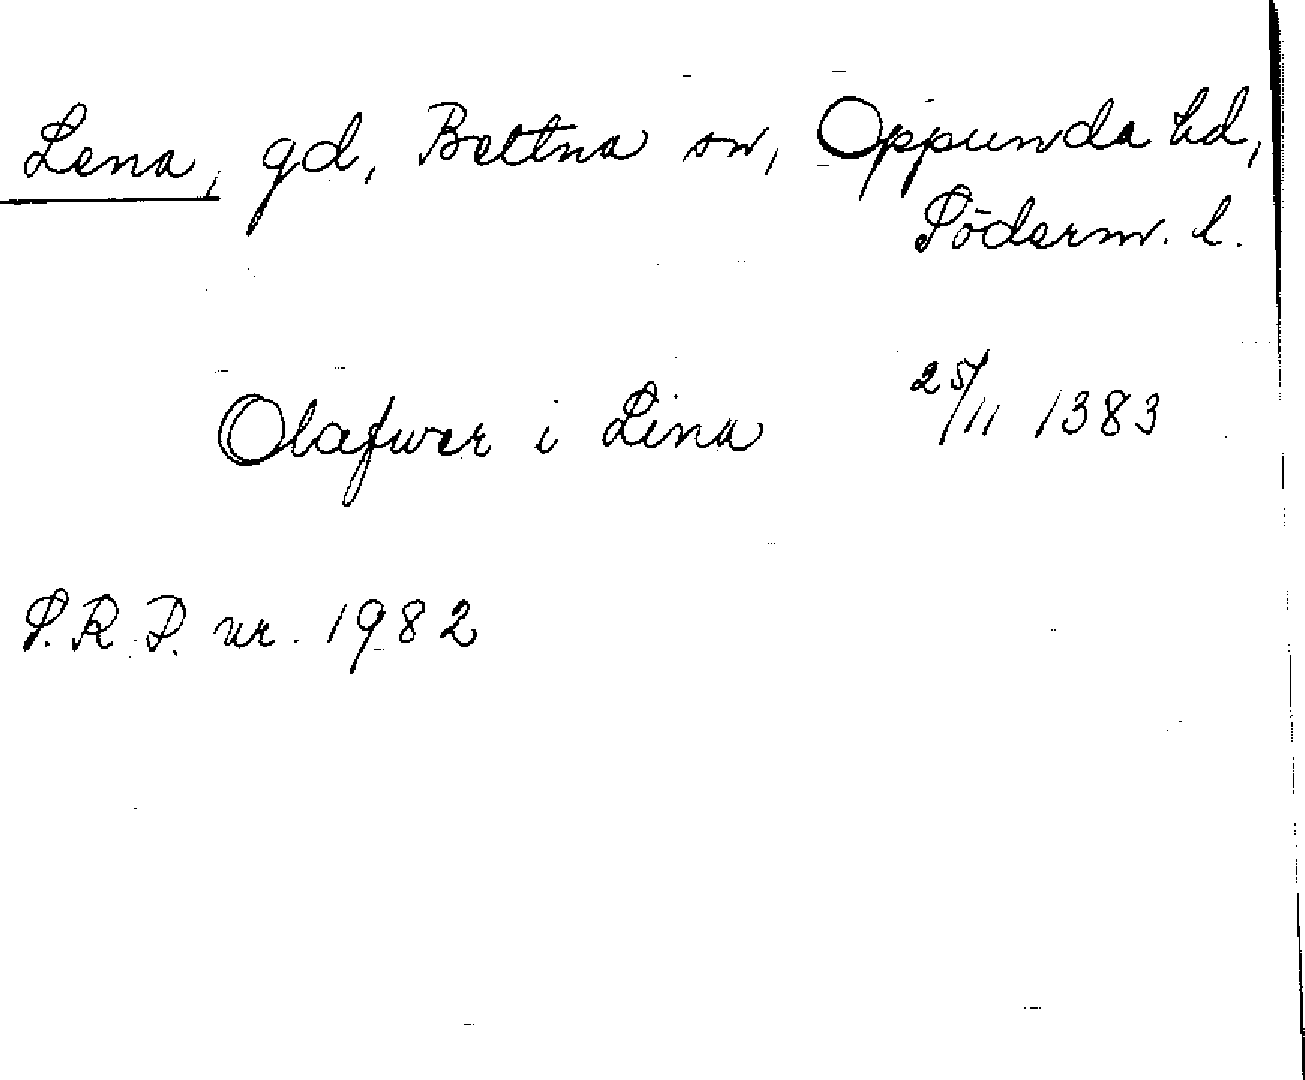 Lena, gd, Bettna sn, Oppunda hd,
Söderm. l.
Olafwer i Lina 25/11 1383
S.R.P. nr. 1982